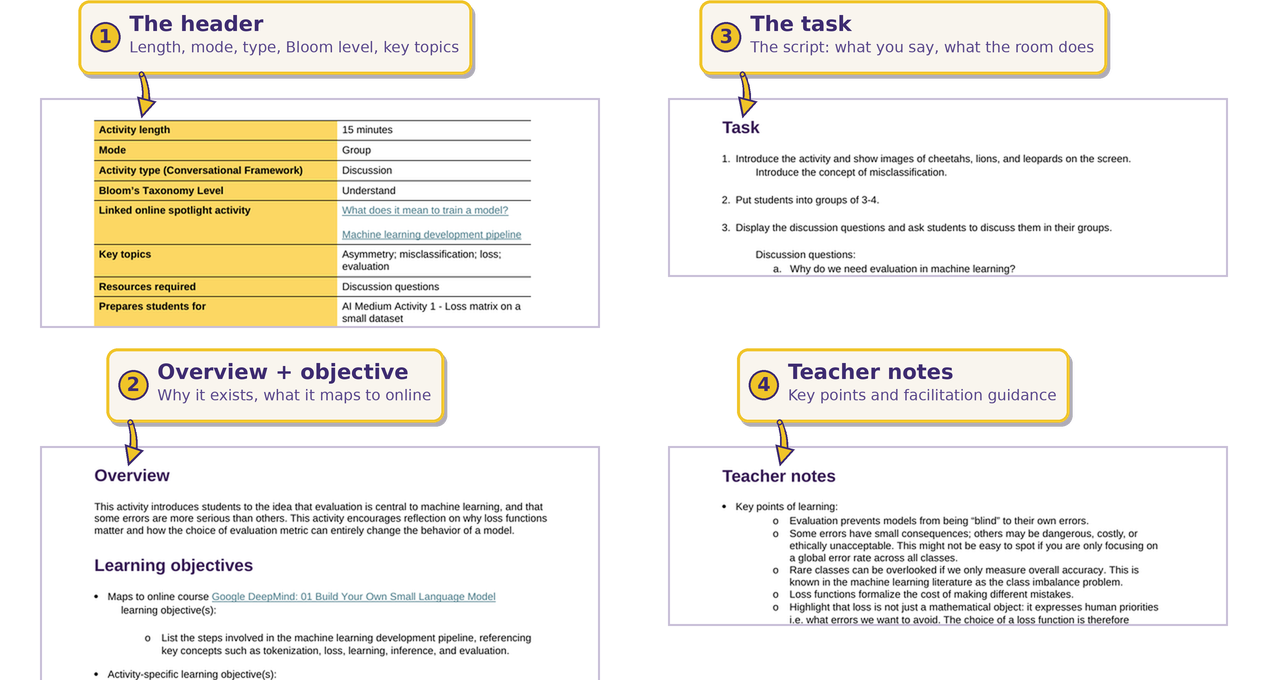 1
The header
Length, mode, type, Bloom level, key topics
Activity length 15 minutes
Mode Group
Activity type (Conversational Framework) Discussion
Bloom's Taxonomy Level Understand
Linked online spotlight activity What does it mean to train a model?
Machine learning development pipeline
Key topics Asymmetry; misclassification; loss;
evaluation
Resources required Discussion questions
Prepares students for AI Medium Activity 1 - Loss matrix on a
small dataset
2
Overview + objective
Why it exists, what it maps to online
Overview
This activity introduces students to the idea that evaluation is central to machine learning, and that
some errors are more serious than others. This activity encourages reflection on why loss functions
matter and how the choice of evaluation metric can entirely change the behavior of a model.
Learning objectives
• Maps to online course Google DeepMind: 01 Build Your Own Small Language Model
learning objective(s):
o List the steps involved in the machine learning development pipeline, referencing
key concepts such as tokenization, loss, learning, inference, and evaluation.
• Activity-specific learning objective(s):
3
The task
The script: what you say, what the room does
Task
1. Introduce the activity and show images of cheetahs, lions, and leopards on the screen.
Introduce the concept of misclassification.
2. Put students into groups of 3-4.
3. Display the discussion questions and ask students to discuss them in their groups.
Discussion questions:
a. Why do we need evaluation in machine learning?
4
Teacher notes
Key points and facilitation guidance
Teacher notes
• Key points of learning:
o Evaluation prevents models from being “blind” to their own errors.
o Some errors have small consequences; others may be dangerous, costly, or
ethically unacceptable. This might not be easy to spot if you are only focusing on
a global error rate across all classes.
o Rare classes can be overlooked if we only measure overall accuracy. This is
known in the machine learning literature as the class imbalance problem.
o Loss functions formalize the cost of making different mistakes.
o Highlight that loss is not just a mathematical object: it expresses human priorities
i.e. what errors we want to avoid. The choice of a loss function is therefore